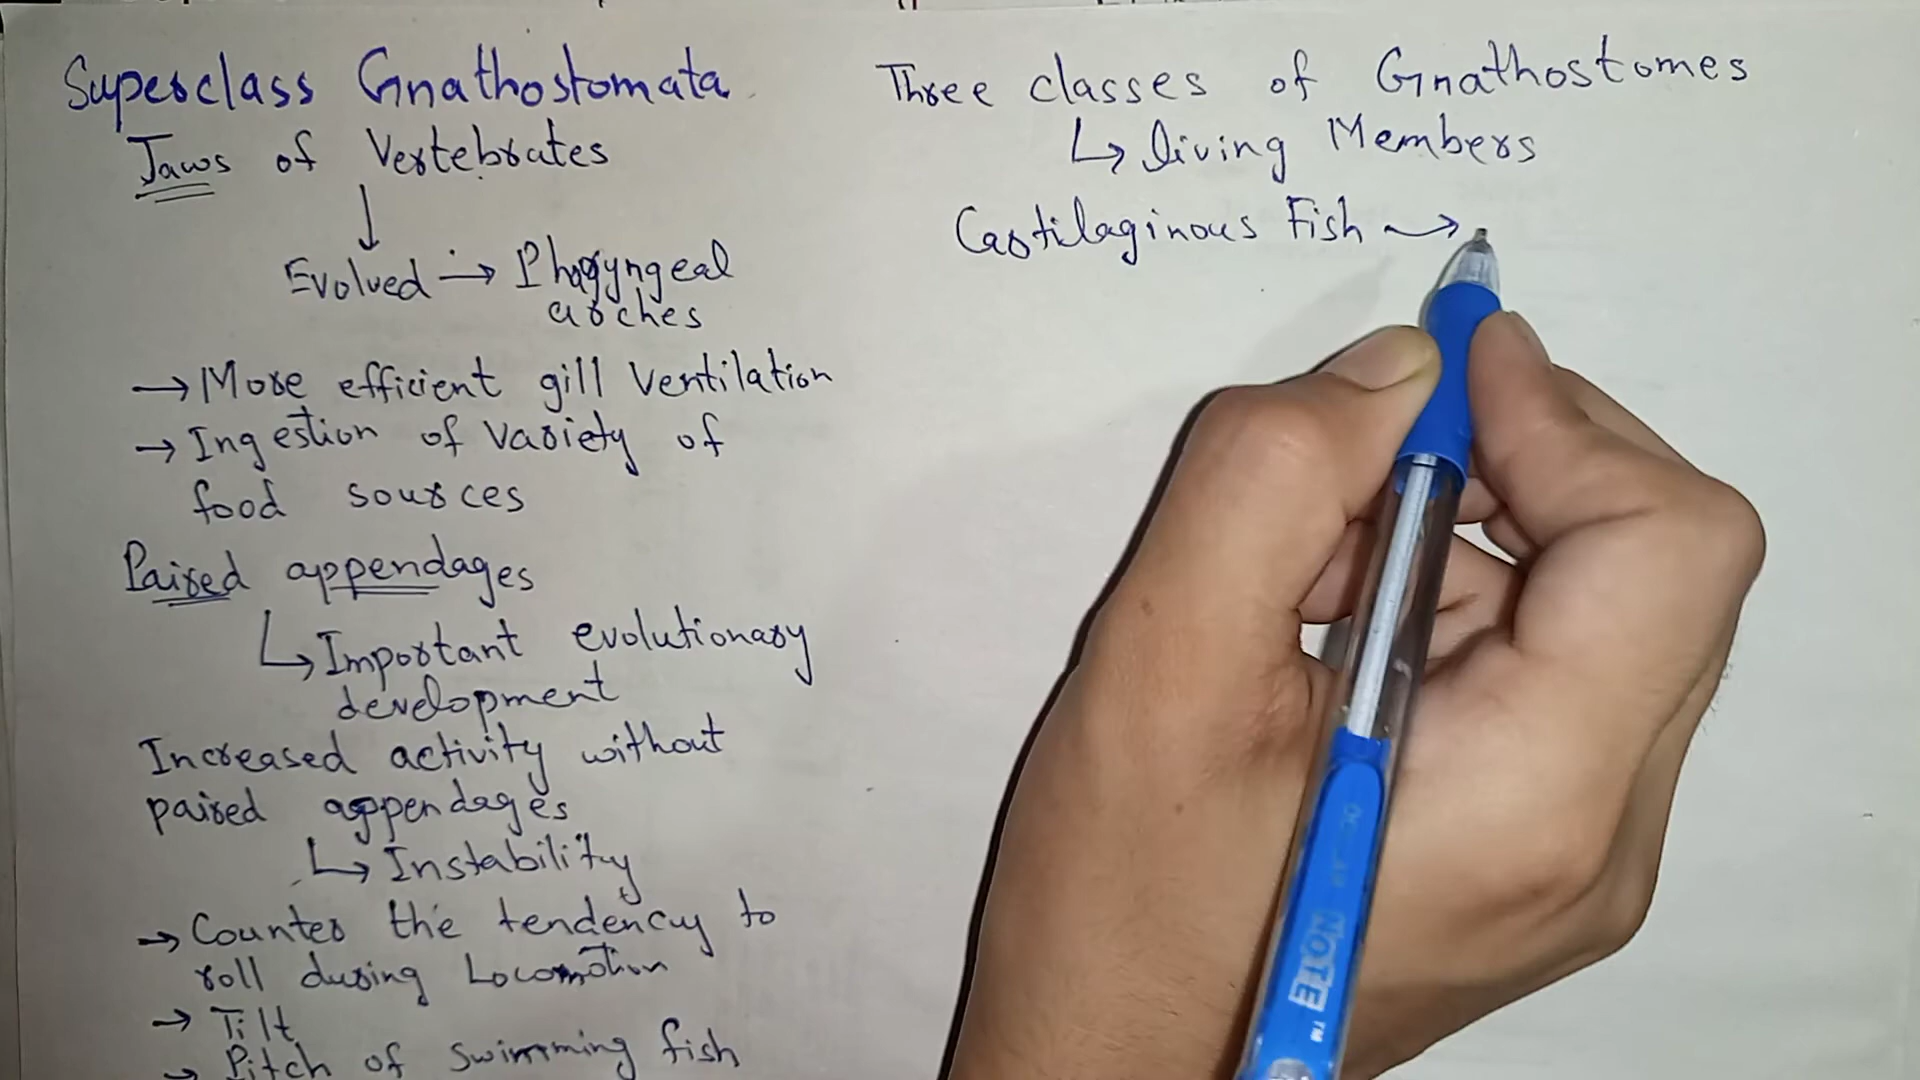 Superclass Gnathostomata
Jaws of Vertebrates
↓
Evolved → Pharyngeal
arches
→ More efficient gill Ventilation
→ Ingestion of Variety of
food sources
Paired appendages
↳ Important evolutionary
development
Increased activity without
paired appendages
↳ Instability
→ Counter the tendency to
roll during Locomotion
→ Tilt
→ Pitch of swimming fish
Three classes of Gnathostomes
↳ living Members
Cartilaginous Fish →
NOTE™